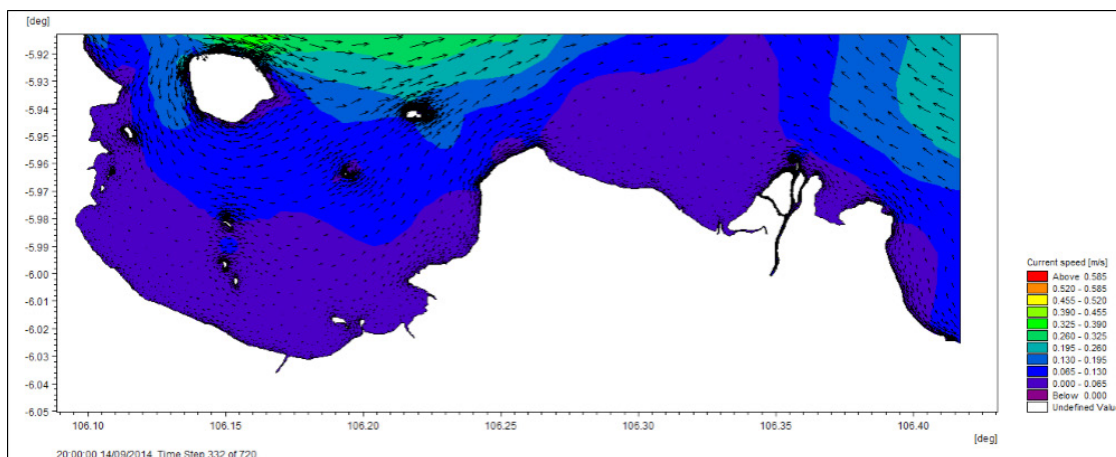 [deg]
-5.92
-5.93
-5.94
-5.95
-5.96
-5.97
-5.98
-5.99
-6.00
-6.01
-6.02
-6.03
-6.04
-6.05
106.10 106.15 106.20 106.25 106.30 106.35 106.40
[deg]
20:00:00 14/09/2014 Time Step 332 of 720
Current speed [m/s]
Above 0.585
0.520 - 0.585
0.455 - 0.520
0.390 - 0.455
0.325 - 0.390
0.260 - 0.325
0.195 - 0.260
0.130 - 0.195
0.065 - 0.130
0.000 - 0.065
Below 0.000
Undefined Value